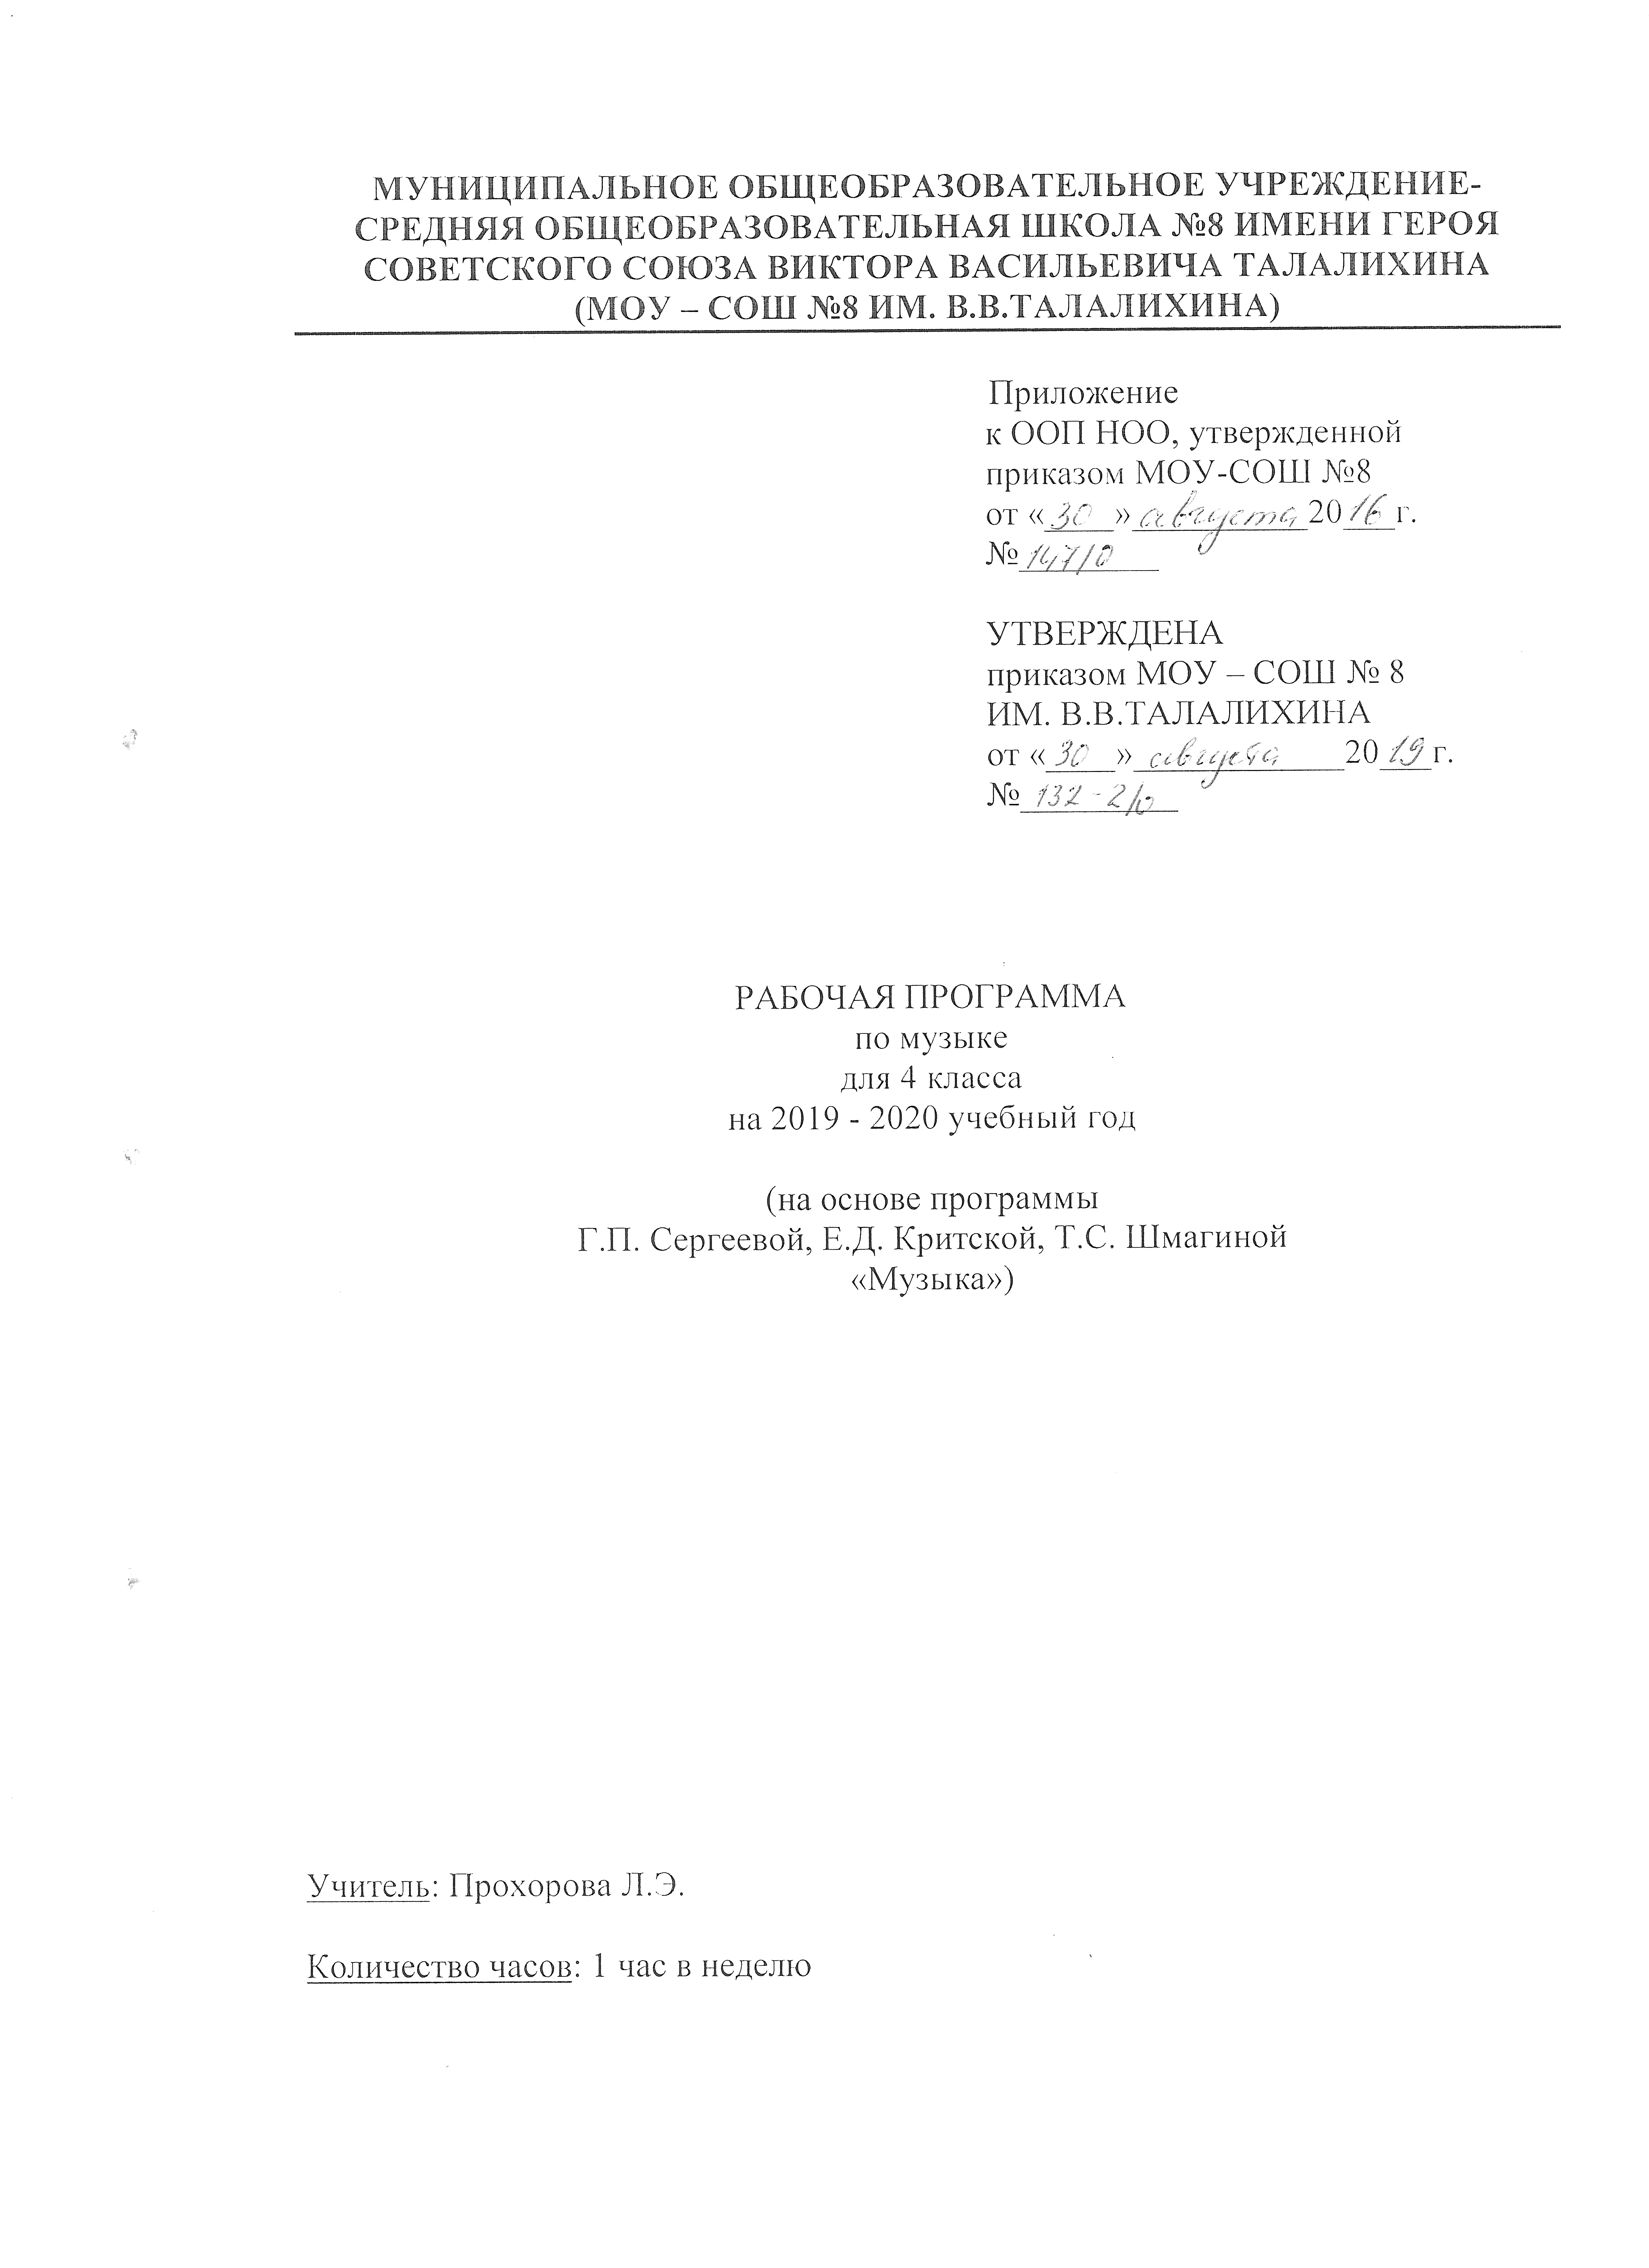 МУНИЦИПАЛЬНОЕ ОБЩЕОБРАЗОВАТЕЛЬНОЕ УЧРЕЖДЕНИЕ-
СРЕДНЯЯ ОБЩЕОБРАЗОВАТЕЛЬНАЯ ШКОЛА №8 ИМЕНИ ГЕРОЯ
СОВЕТСКОГО СОЮЗА ВИКТОРА ВАСИЛЬЕВИЧА ТАЛАЛИХИНА
(МОУ – СОШ №8 ИМ. В.В.ТАЛАЛИХИНА)
Приложение
к ООП НОО, утвержденной
приказом МОУ-СОШ №8
от «30» августа 2016 г.
№ 147/0
УТВЕРЖДЕНА
приказом МОУ – СОШ № 8
ИМ. В.В.ТАЛАЛИХИНА
от «30» августа 2019 г.
№ 132-2/о
РАБОЧАЯ ПРОГРАММА
по музыке
для 4 класса
на 2019 - 2020 учебный год
(на основе программы
Г.П. Сергеевой, Е.Д. Критской, Т.С. Шмагиной
«Музыка»)
Учитель: Прохорова Л.Э.
Количество часов: 1 час в неделю